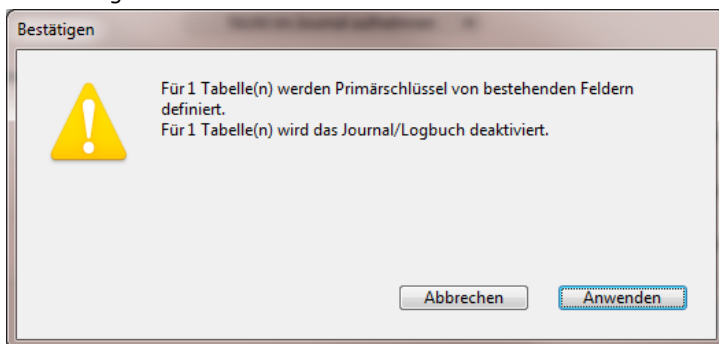 Bestätigen
Für 1 Tabelle(n) werden Primärschlüssel von bestehenden Feldern
definiert.
Für 1 Tabelle(n) wird das Journal/Logbuch deaktiviert.
Abbrechen
Anwenden